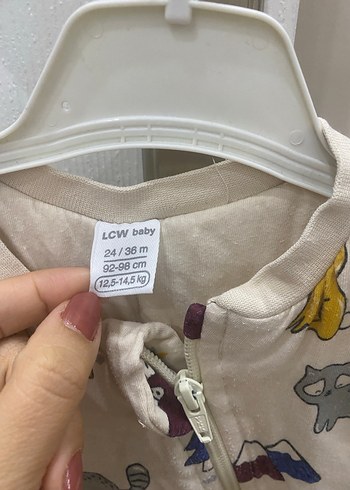 LCW baby
24 / 36 m
92-98 cm
12,5-14,5 kg